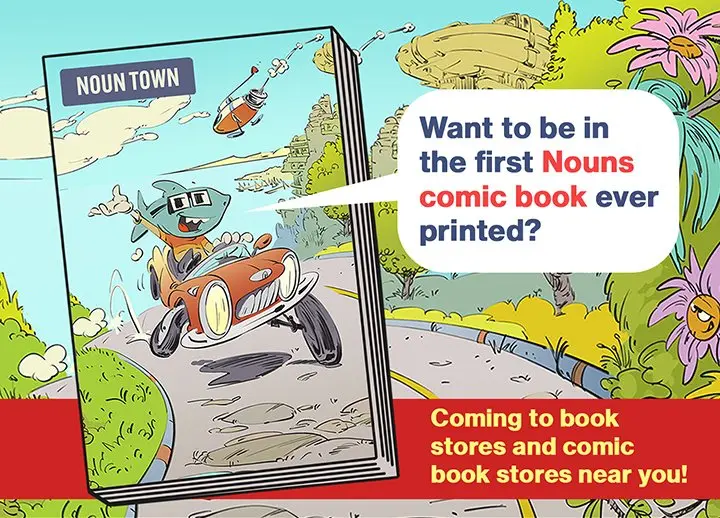 NOUN TOWN
Want to be in
the first Nouns
comic book ever
printed?
Coming to book
stores and comic
book stores near you!